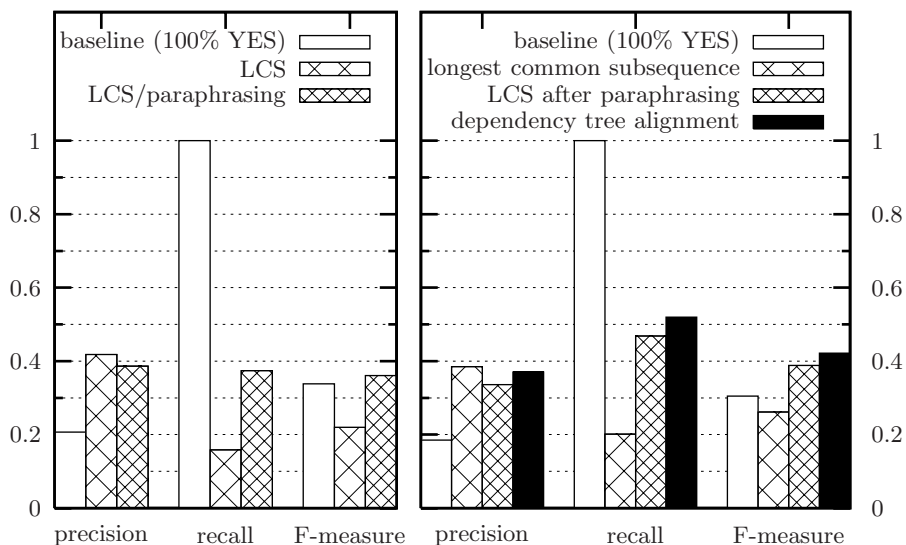 baseline (100% YES)
LCS
LCS/paraphrasing
1
0.8
0.6
0.4
0.2
0
precision recall F-measure
baseline (100% YES)
longest common subsequence
LCS after paraphrasing
dependency tree alignment
1
0.8
0.6
0.4
0.2
0
precision recall F-measure